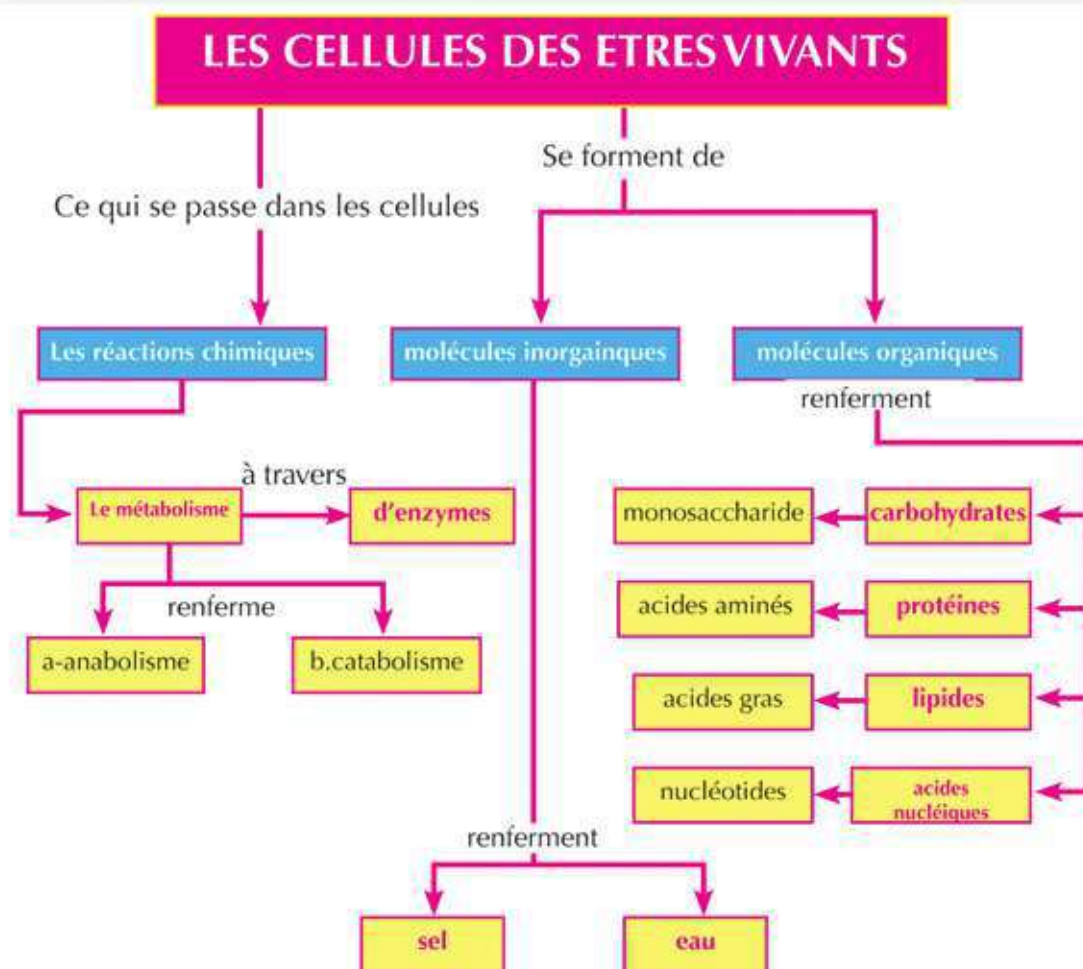 LES CELLULES DES ETRES VIVANTS
Se forment de
Ce qui se passe dans les cellules
Les réactions chimiques
molécules inorgainques
molécules organiques
renferment
à travers
Le métabolisme
d'enzymes
monosaccharide
carbohydrates
renferme
acides aminés
protéines
a-anabolisme
b.catabolisme
acides gras
lipides
nucléotides
acides
nucléiques
renferment
sel
eau